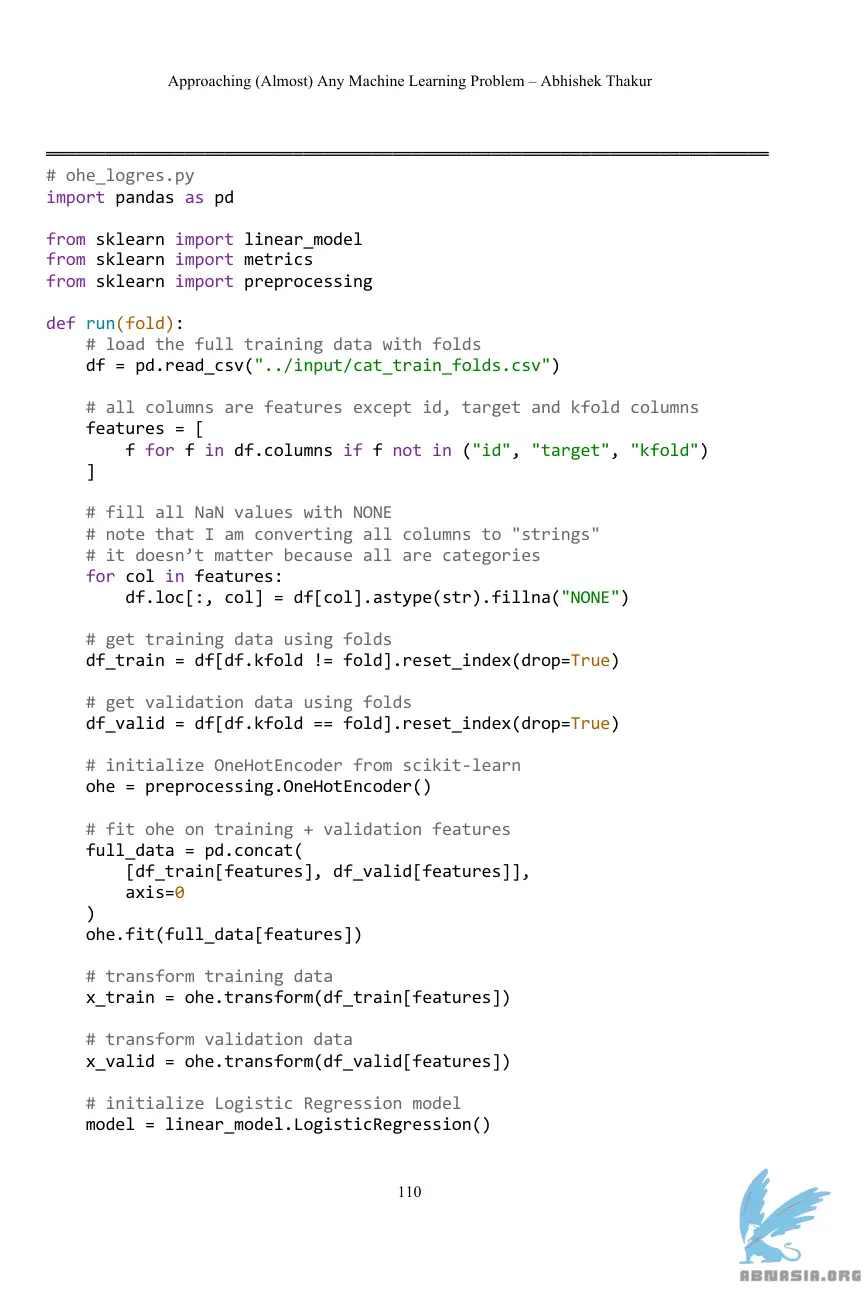 Approaching (Almost) Any Machine Learning Problem – Abhishek Thakur
# ohe_logres.py
import pandas as pd
from sklearn import linear_model
from sklearn import metrics
from sklearn import preprocessing
def run(fold):
    # load the full training data with folds
    df = pd.read_csv("../input/cat_train_folds.csv")
    # all columns are features except id, target and kfold columns
    features = [
        f for f in df.columns if f not in ("id", "target", "kfold")
    ]
    # fill all NaN values with NONE
    # note that I am converting all columns to "strings"
    # it doesn’t matter because all are categories
    for col in features:
        df.loc[:, col] = df[col].astype(str).fillna("NONE")
    # get training data using folds
    df_train = df[df.kfold != fold].reset_index(drop=True)
    # get validation data using folds
    df_valid = df[df.kfold == fold].reset_index(drop=True)
    # initialize OneHotEncoder from scikit-learn
    ohe = preprocessing.OneHotEncoder()
    # fit ohe on training + validation features
    full_data = pd.concat(
        [df_train[features], df_valid[features]],
        axis=0
    )
    ohe.fit(full_data[features])
    # transform training data
    x_train = ohe.transform(df_train[features])
    # transform validation data
    x_valid = ohe.transform(df_valid[features])
    # initialize Logistic Regression model
    model = linear_model.LogisticRegression()
110
ABNASIA.ORG